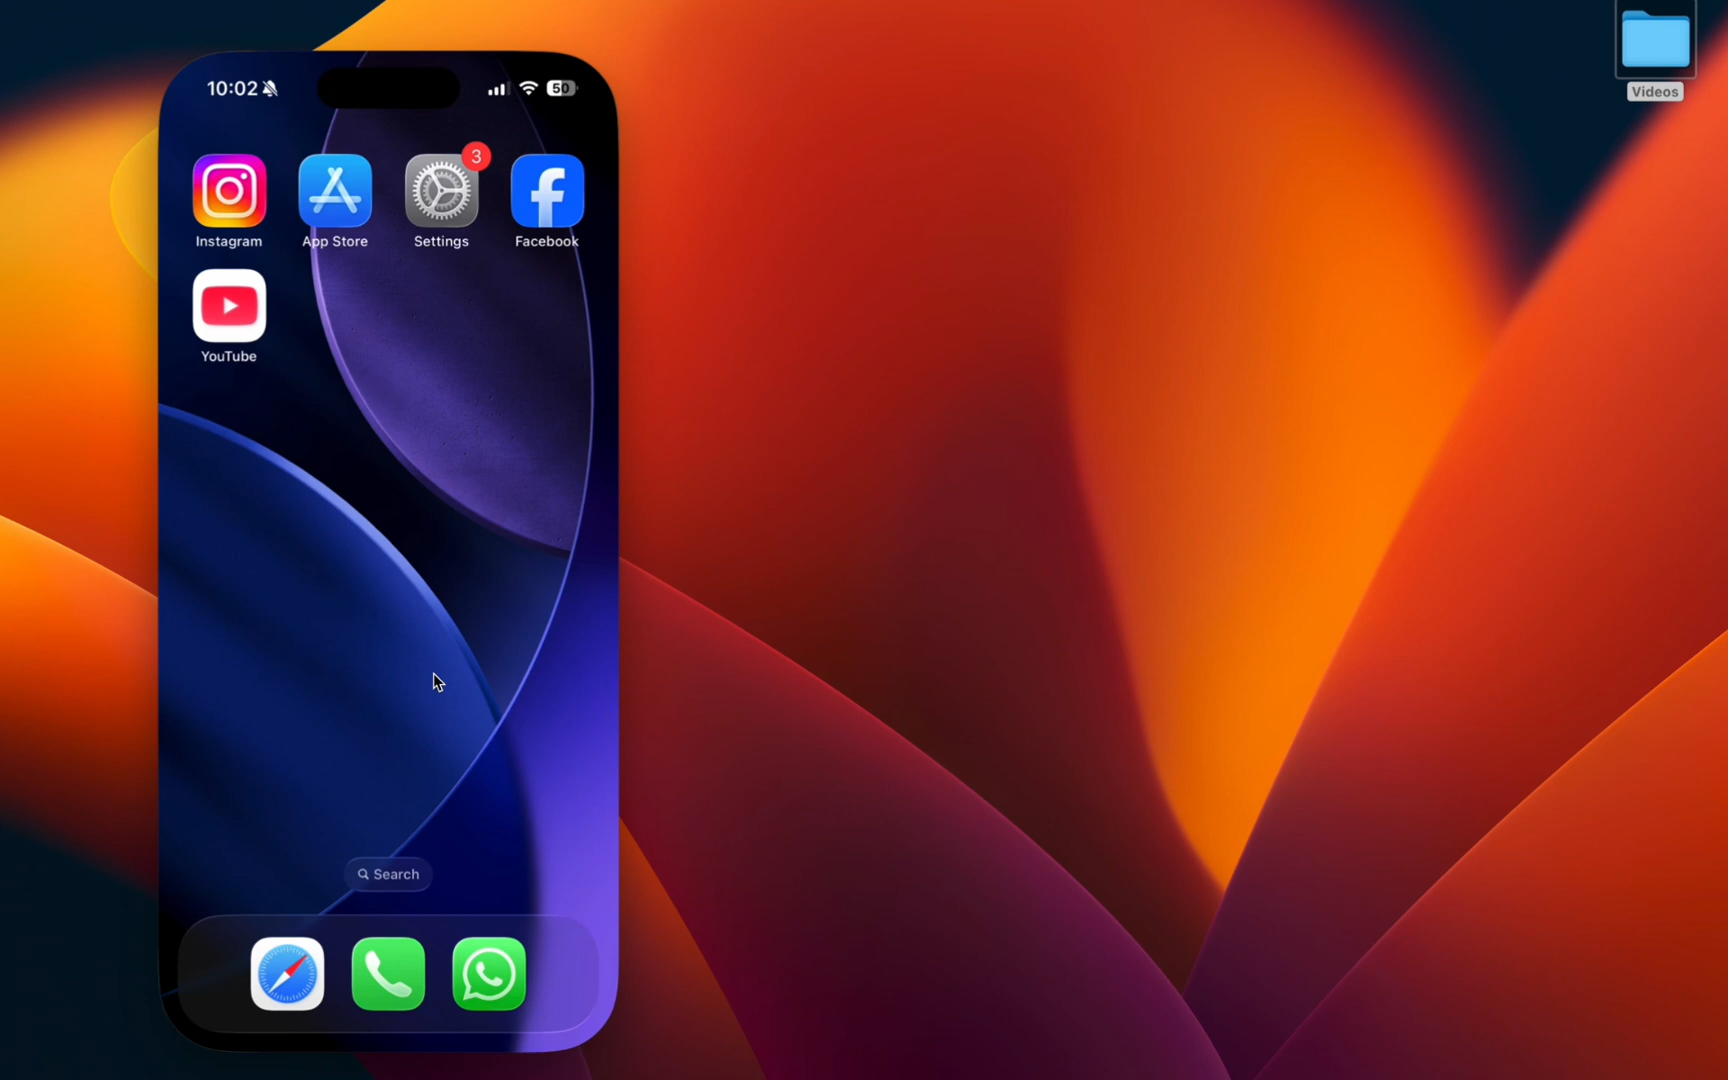 10:02
50
Videos
3
Instagram
App Store
Settings
Facebook
YouTube
Search